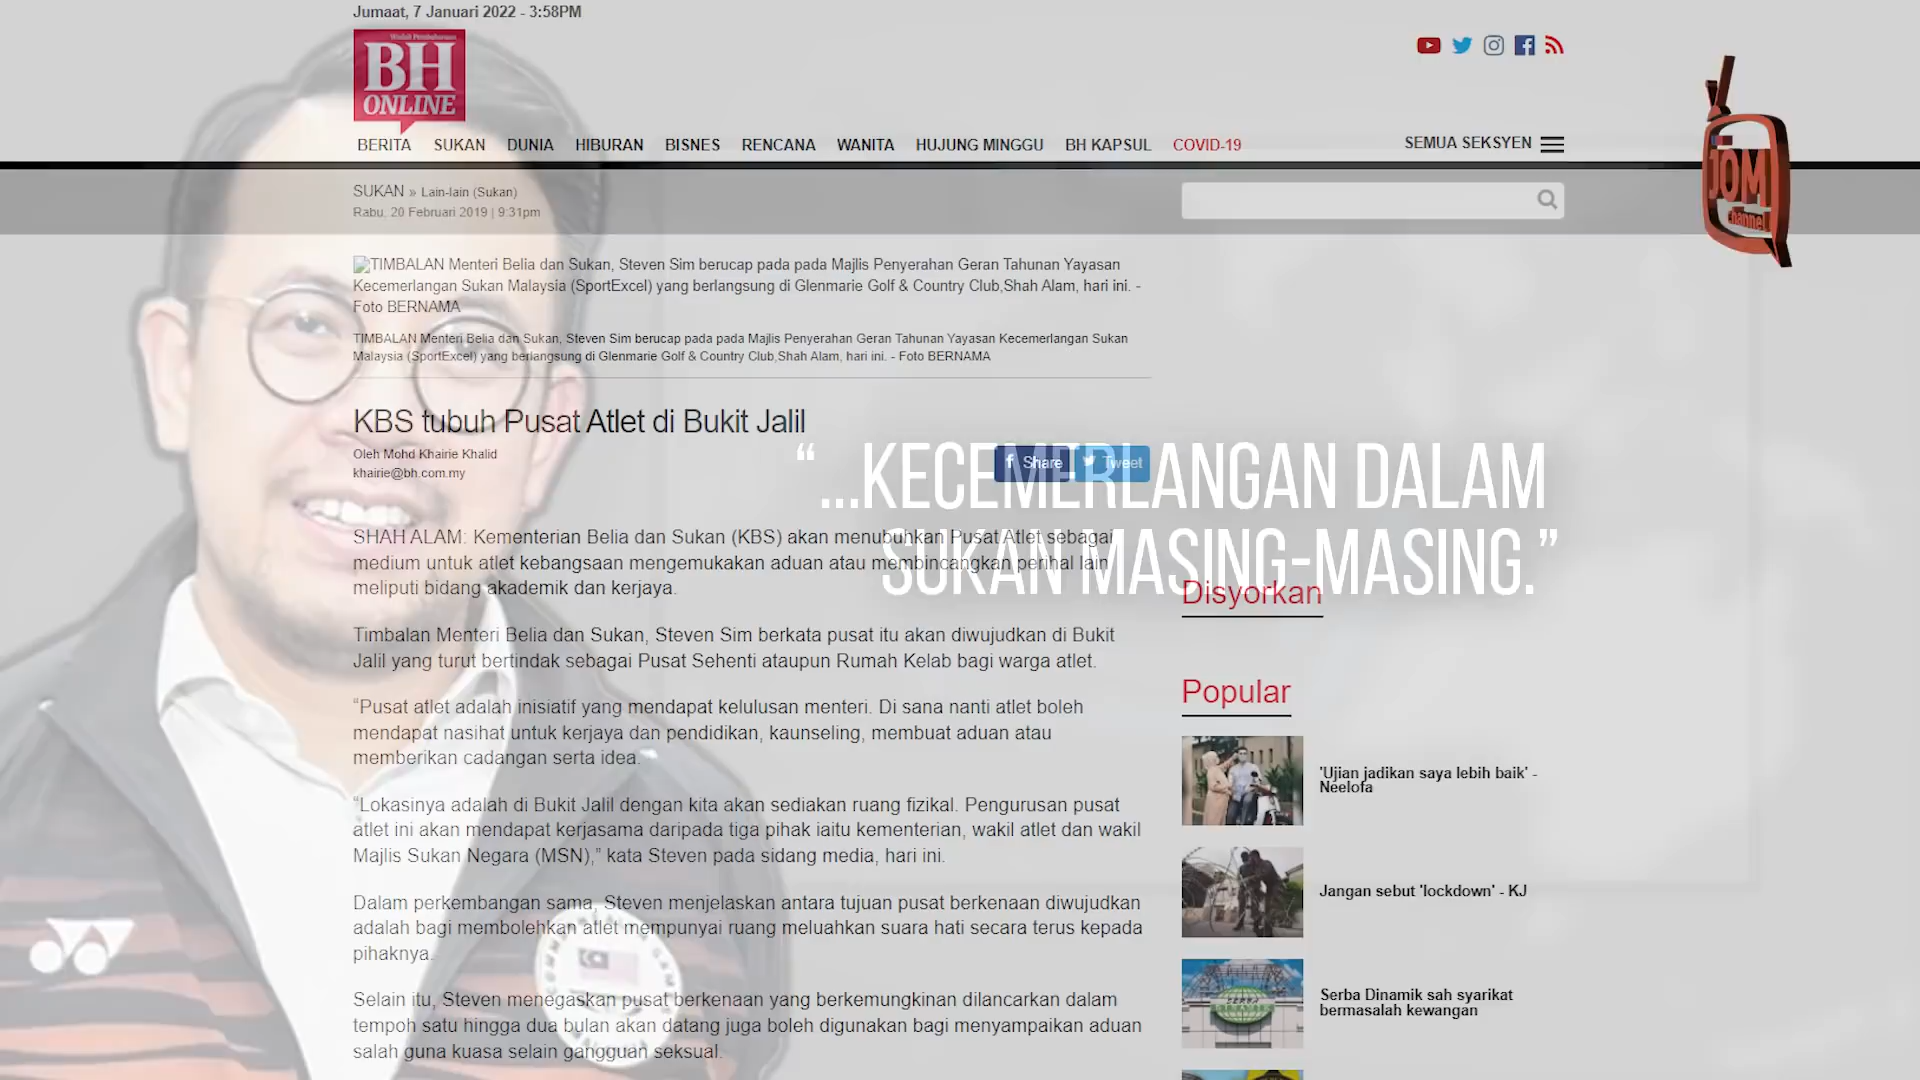 Jumaat, 7 Januari 2022 - 3:58PM
BH
ONLINE
BERITA SUKAN DUNIA HIBURAN BISNES RENCANA WANITA HUJUNG MINGGU BH KAPSUL COVID-19
SEMUA SEKSYEN
JOM
channel
SUKAN » Lain-lain (Sukan)
Rabu, 20 Februari 2019 | 9:31pm
TIMBALAN Menteri Belia dan Sukan, Steven Sim berucap pada pada Majlis Penyerahan Geran Tahunan Yayasan
Kecemerlangan Sukan Malaysia (SportExcel) yang berlangsung di Glenmarie Golf & Country Club,Shah Alam, hari ini. -
Foto BERNAMA
TIMBALAN Menteri Belia dan Sukan, Steven Sim berucap pada pada Majlis Penyerahan Geran Tahunan Yayasan Kecemerlangan Sukan
Malaysia (SportExcel) yang berlangsung di Glenmarie Golf & Country Club,Shah Alam, hari ini. - Foto BERNAMA
KBS tubuh Pusat Atlet di Bukit Jalil
Oleh Mohd Khairie Khalid
khairie@bh.com.my
Share Tweet
“ ...KECEMERLANGAN DALAM
SUKAN MASING-MASING.”
SHAH ALAM: Kementerian Belia dan Sukan (KBS) akan menubuhkan Pusat Atlet sebagai
medium untuk atlet kebangsaan mengemukakan aduan atau membincangkan perihal lain
meliputi bidang akademik dan kerjaya.
Timbalan Menteri Belia dan Sukan, Steven Sim berkata pusat itu akan diwujudkan di Bukit
Jalil yang turut bertindak sebagai Pusat Sehenti ataupun Rumah Kelab bagi warga atlet.
“Pusat atlet adalah inisiatif yang mendapat kelulusan menteri. Di sana nanti atlet boleh
mendapat nasihat untuk kerjaya dan pendidikan, kaunseling, membuat aduan atau
memberikan cadangan serta idea.
“Lokasinya adalah di Bukit Jalil dengan kita akan sediakan ruang fizikal. Pengurusan pusat
atlet ini akan mendapat kerjasama daripada tiga pihak iaitu kementerian, wakil atlet dan wakil
Majlis Sukan Negara (MSN),” kata Steven pada sidang media, hari ini.
Dalam perkembangan sama, Steven menjelaskan antara tujuan pusat berkenaan diwujudkan
adalah bagi membolehkan atlet mempunyai ruang meluahkan suara hati secara terus kepada
pihaknya.
Selain itu, Steven menegaskan pusat berkenaan yang berkemungkinan dilancarkan dalam
tempoh satu hingga dua bulan akan datang juga boleh digunakan bagi menyampaikan aduan
salah guna kuasa selain gangguan seksual.
Disyorkan
Popular
'Ujian jadikan saya lebih baik' -
Neelofa
Jangan sebut 'lockdown' - KJ
Serba Dinamik sah syarikat
bermasalah kewangan